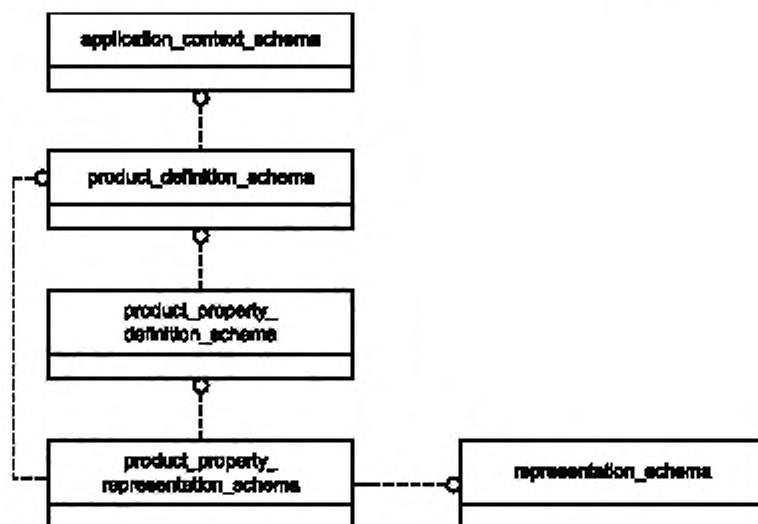 application_context_schema
product_definition_schema
product_property_
definition_schema
product_property_
representation_schema
representation_schema